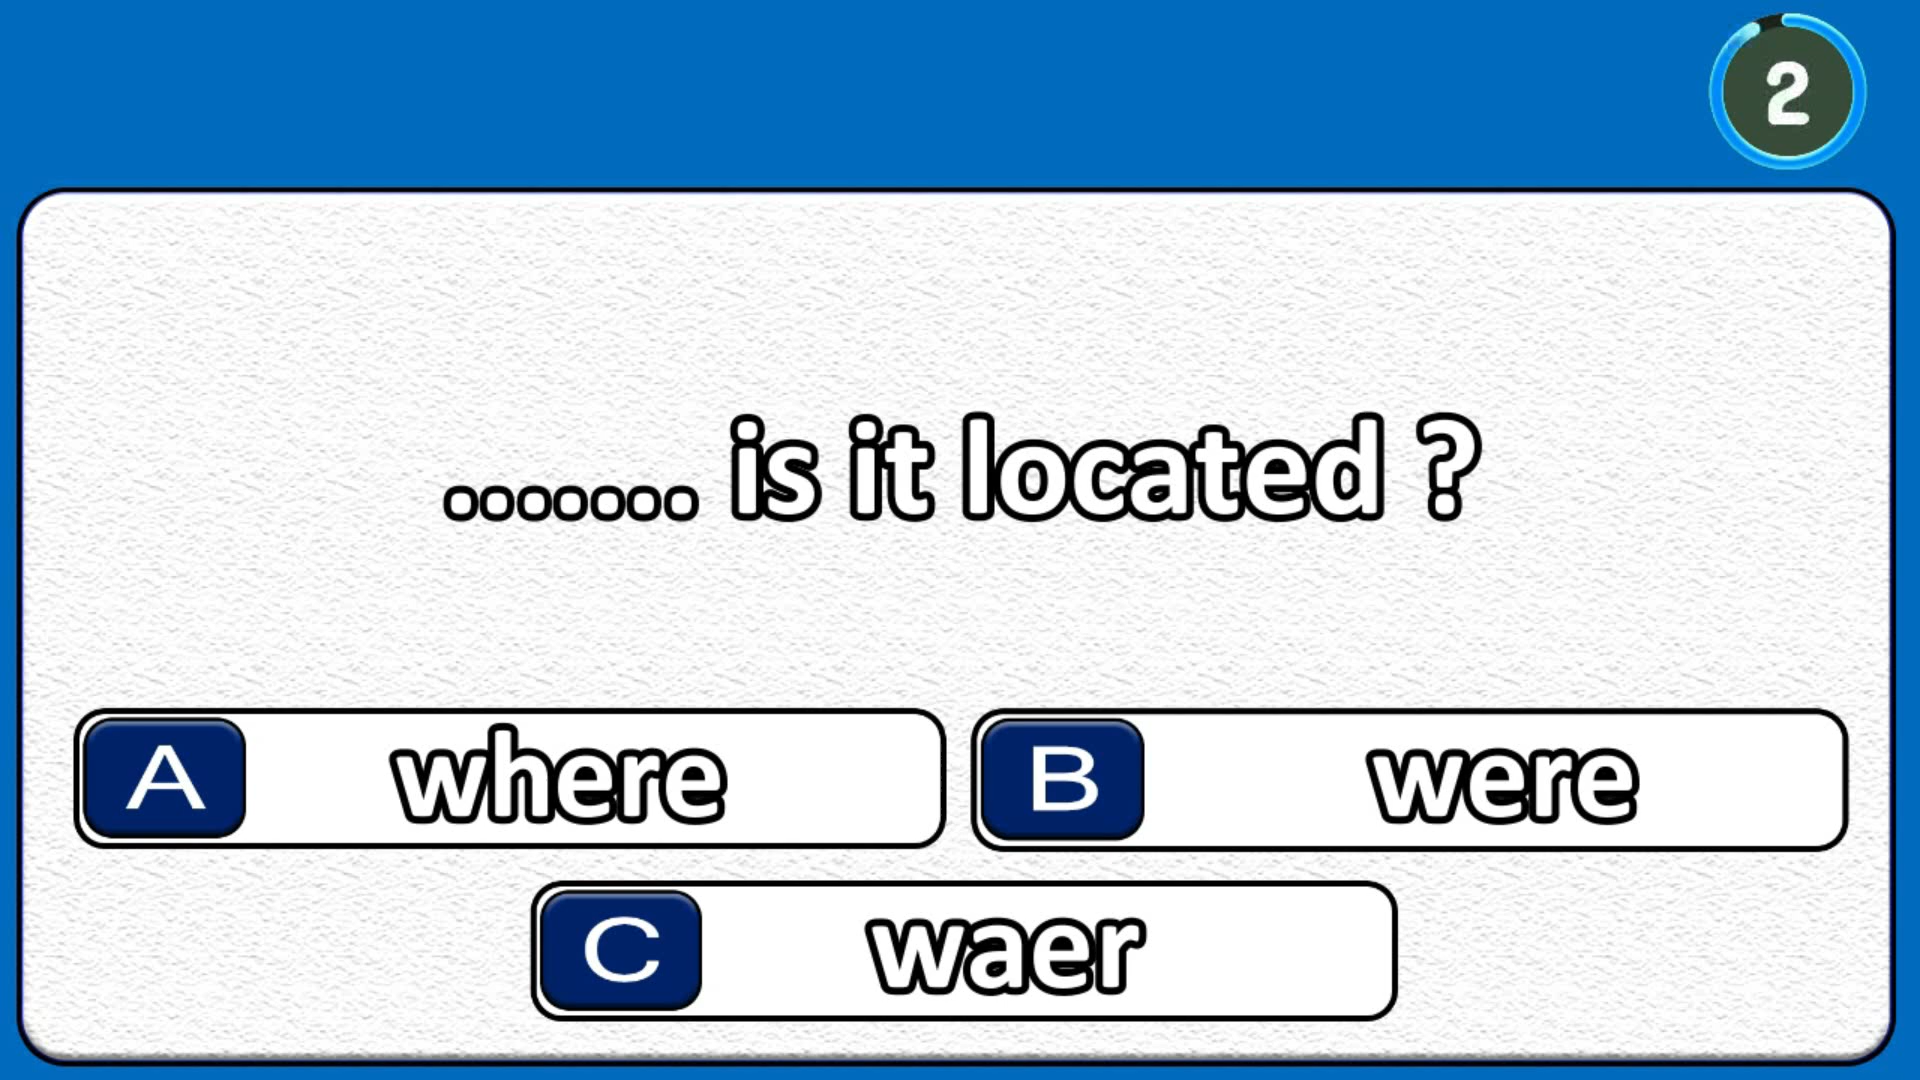 2
....... is it located ?
A where
B were
C waer